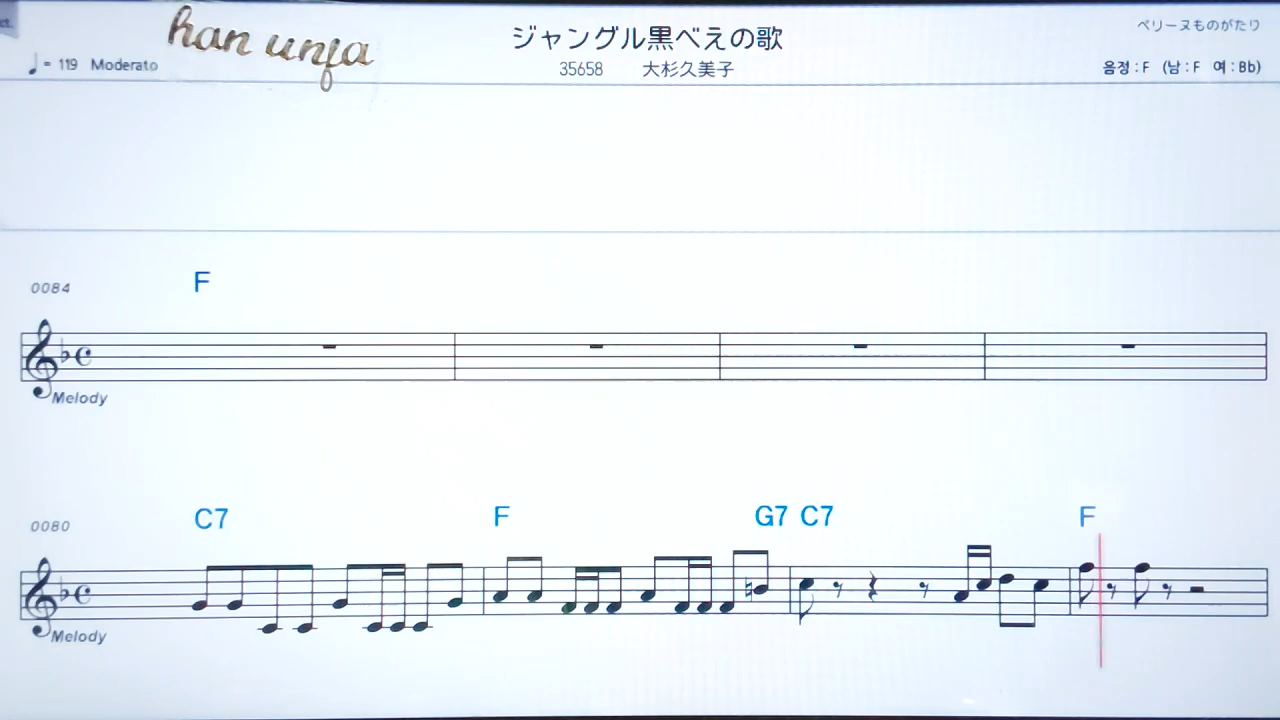 ct.
han unfa
ジャングル黒べえの歌
ペリーヌものがたり
♩= 119 Moderato
35658 大杉久美子
음정 : F (남 : F 여 : Bb)
F
0084
Melody
C7 F G7 C7 F
0080
Melody